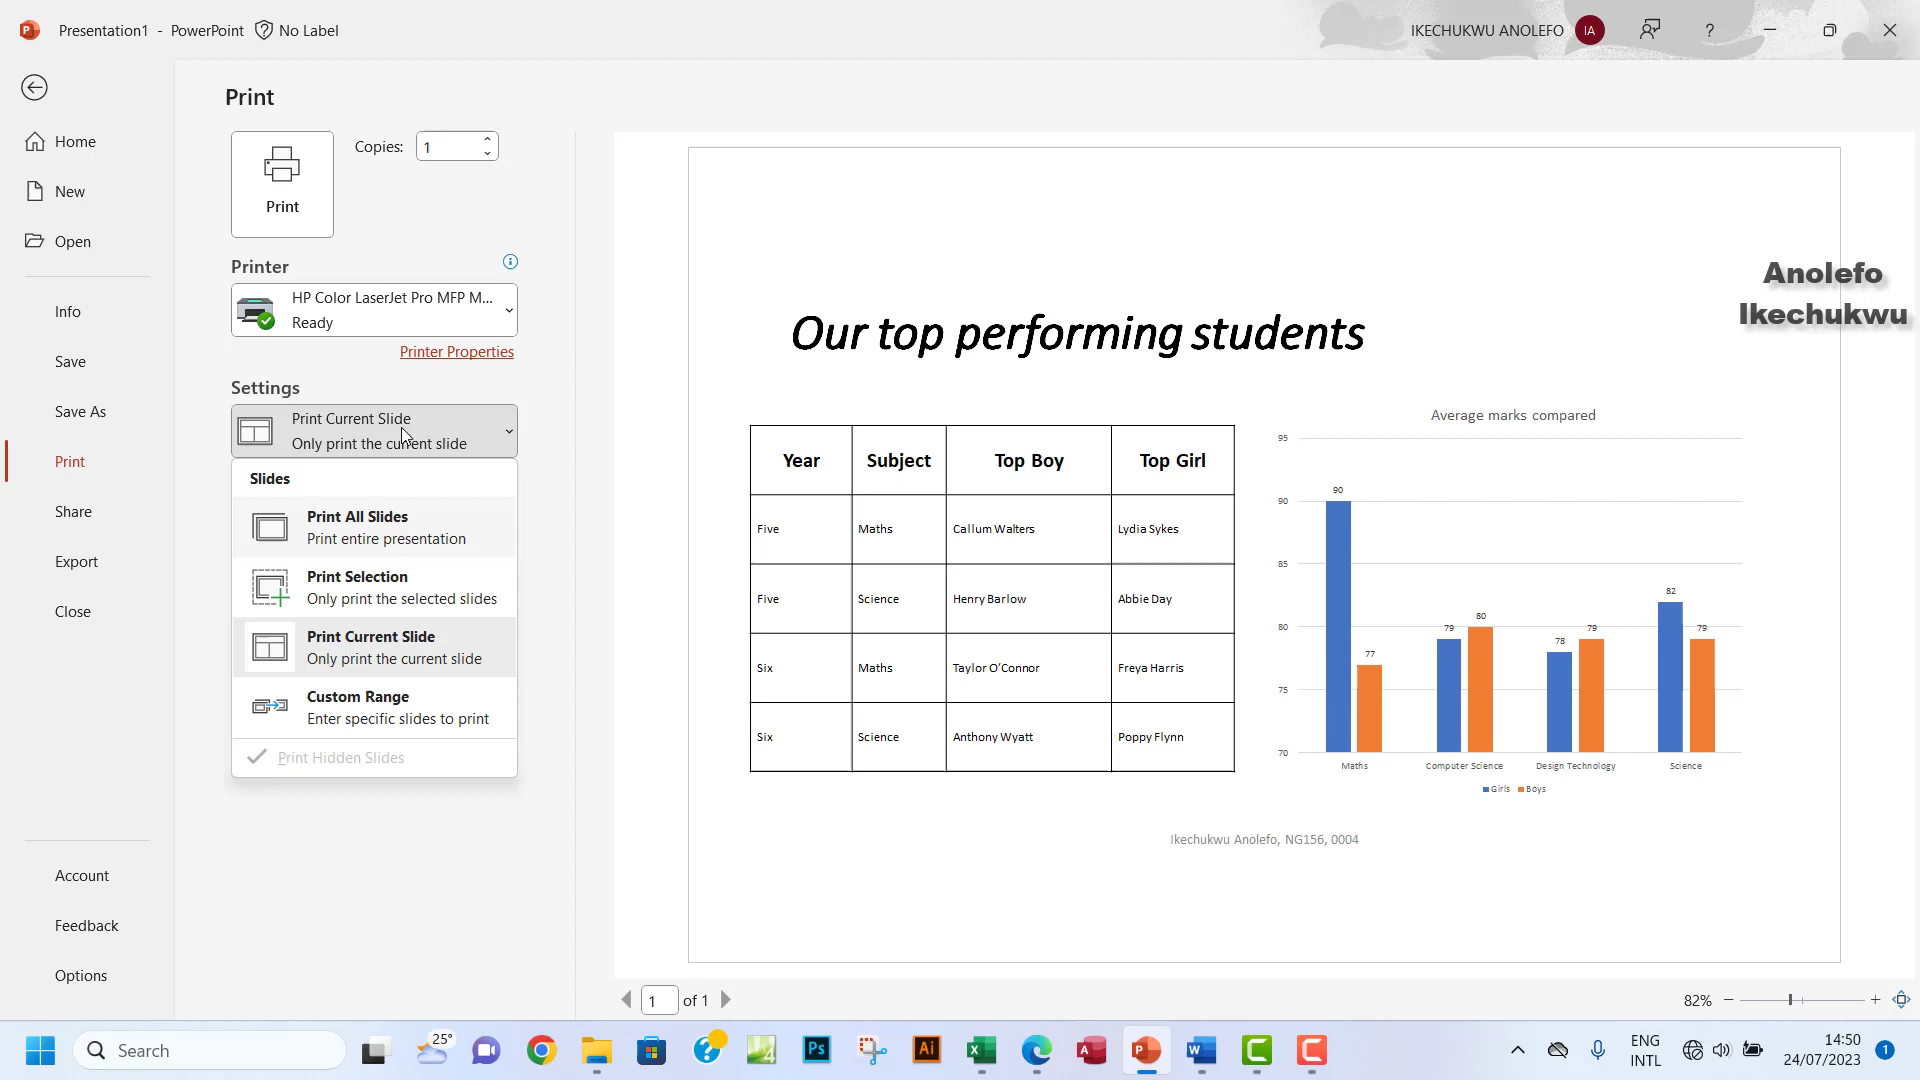 Presentation1 - PowerPoint No Label
IKECHUKWU ANOLEFO IA ?
Print
Home
New
Open
Info
Save
Save As
Print
Share
Export
Close
Account
Feedback
Options
Print
Copies: 1
Printer
HP Color LaserJet Pro MFP M...
Ready
Printer Properties
Settings
Print Current Slide
Only print the current slide
Slides
Print All Slides
Print entire presentation
Print Selection
Only print the selected slides
Print Current Slide
Only print the current slide
Custom Range
Enter specific slides to print
Print Hidden Slides
Anolefo
Ikechukwu
Our top performing students
Year Subject Top Boy Top Girl
Five Maths Callum Walters Lydia Sykes
Five Science Henry Barlow Abbie Day
Six Maths Taylor O'Connor Freya Harris
Six Science Anthony Wyatt Poppy Flynn
Average marks compared
95
90
85
80
75
70
90
77
79
80
78
79
82
79
Maths Computer Science Design Technology Science
Girls Boys
Ikechukwu Anolefo, NG156, 0004
1 of 1
82%
Search
25°
Ps
Ai
ENG
INTL
14:50
24/07/2023
1